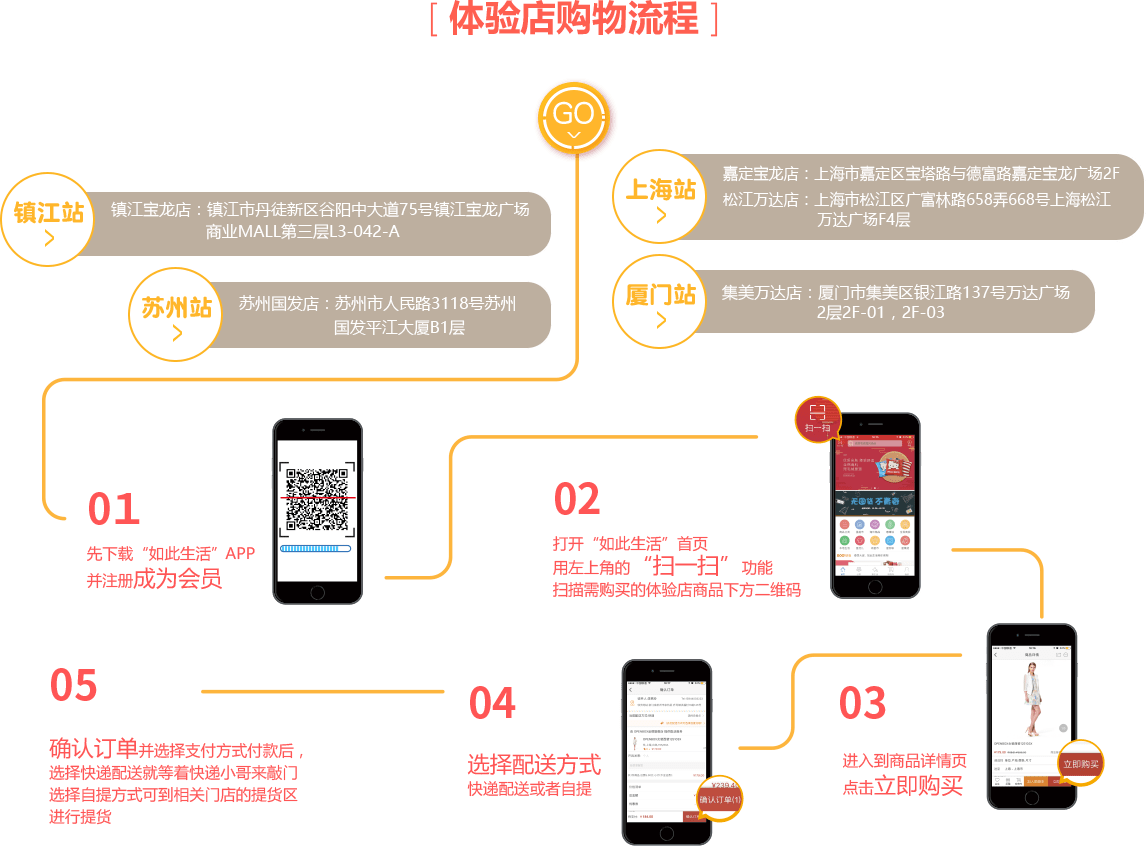 [ 体验店购物流程 ]
GO
镇江站
镇江宝龙店：镇江市丹徒新区谷阳中大道75号镇江宝龙广场
商业MALL第三层L3-042-A
苏州站
苏州国发店：苏州市人民路3118号苏州
国发平江大厦B1层
上海站
嘉定宝龙店：上海市嘉定区宝塔路与德富路嘉定宝龙广场2F
松江万达店：上海市松江区广富林路658弄668号上海松江
万达广场F4层
厦门站
集美万达店：厦门市集美区银江路137号万达广场
2层2F-01，2F-03
01
先下载“如此生活”APP
并注册成为会员
02
打开“如此生活”首页
用左上角的“扫一扫”功能
扫描需购买的体验店商品下方二维码
扫一扫
无国货 不青春
03
进入到商品详情页
点击立即购买
商品详情
立即购买
04
选择配送方式
快递配送或者自提
确认订单
确认订单(1)
05
确认订单并选择支付方式付款后，
选择快递配送就等着快递小哥来敲门
选择自提方式可到相关门店的提货区
进行提货